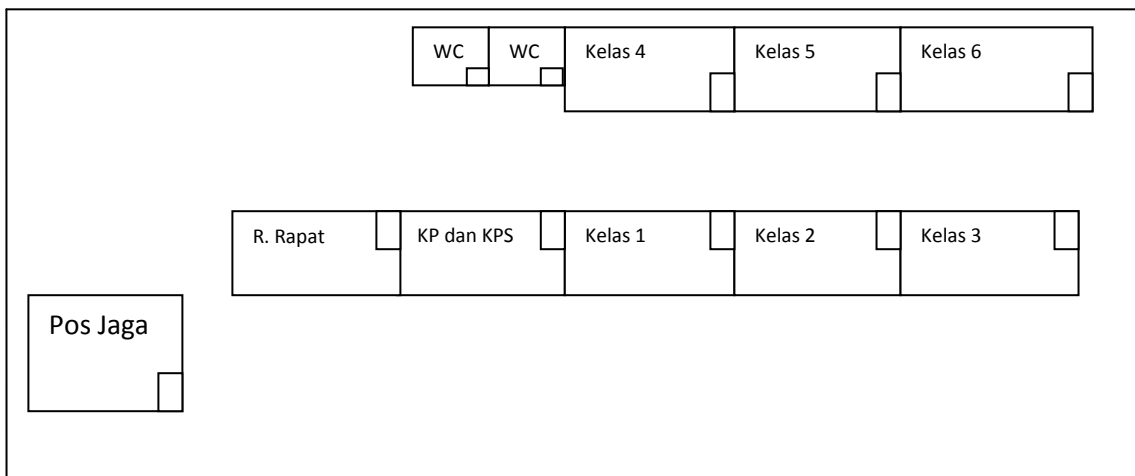 WC
WC
Kelas 4
Kelas 5
Kelas 6
R. Rapat
KP dan KPS
Kelas 1
Kelas 2
Kelas 3
Pos Jaga